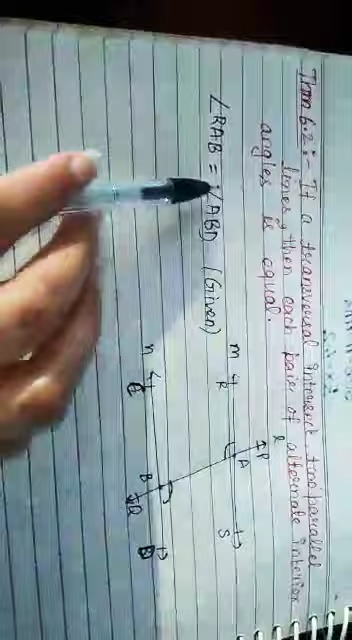 Thm 6.2:- If a transversal intersect two parallel
lines, then each pair of alternate interior
angles is equal.
∠RAB = ∠ABD (Given)
l
P
m
R
A
S
n
C
B
D
Q